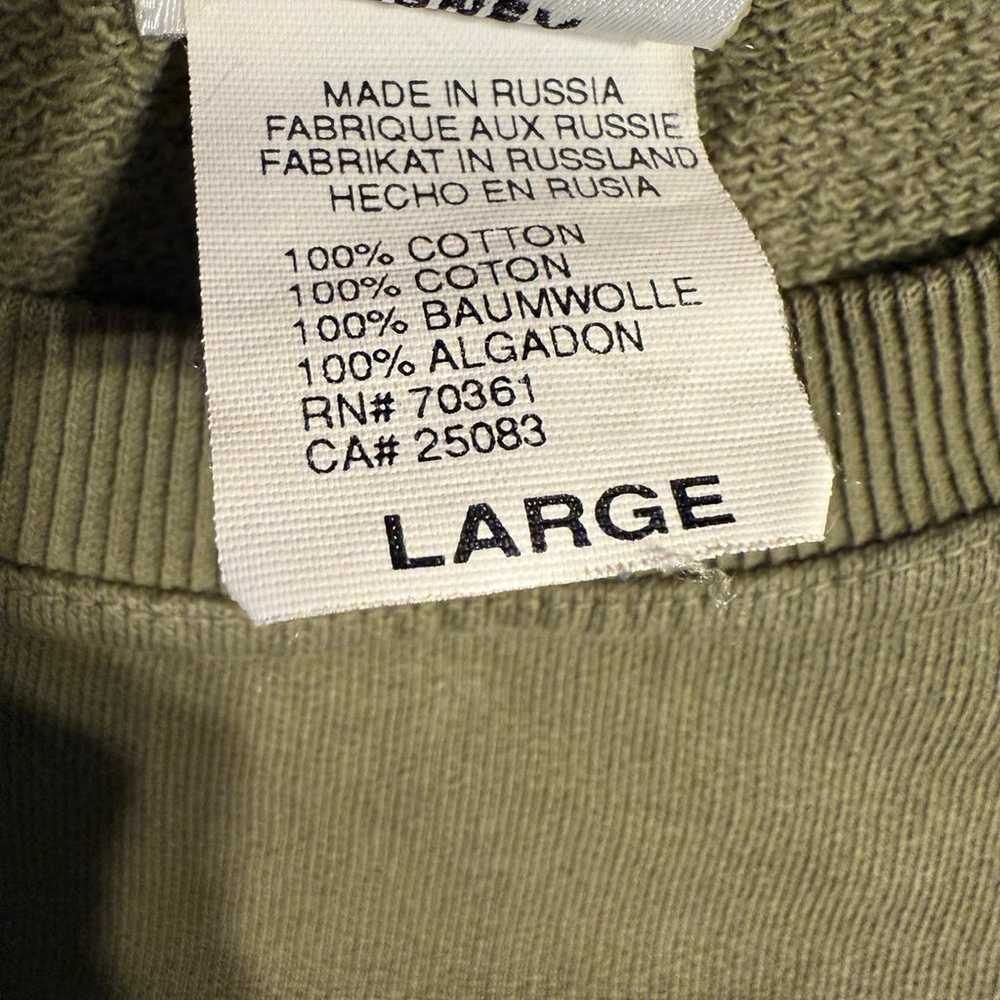 MADE IN RUSSIA
FABRIQUE AUX RUSSIE
FABRIKAT IN RUSSLAND
HECHO EN RUSIA
100% COTTON
100% COTON
100% BAUMWOLLE
100% ALGADON
RN# 70361
CA# 25083
LARGE